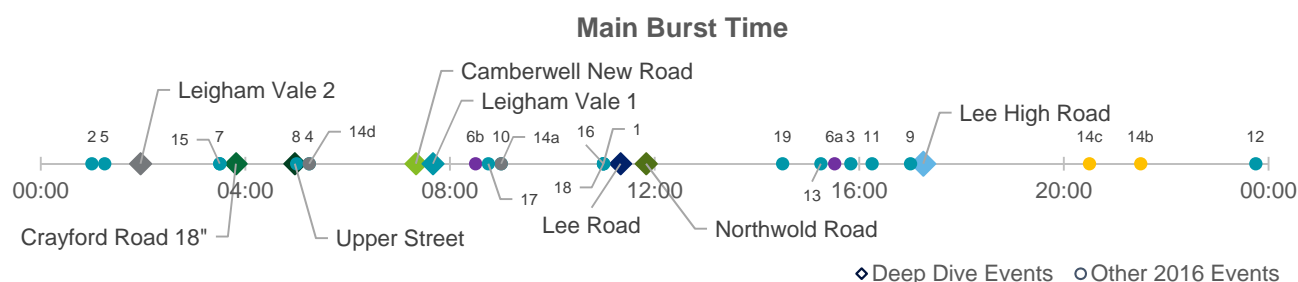 Main Burst Time
Camberwell New Road
Leigham Vale 2
Leigham Vale 1
Lee High Road
2 5 15 7 8 4 14d 6b 10 14a 16 1 19 6a 3 11 9 14c 14b 12
00:00 04:00 08:00 12:00 16:00 20:00 00:00
17 18 13
Crayford Road 18"
Upper Street
Lee Road
Northwold Road
Deep Dive Events
Other 2016 Events